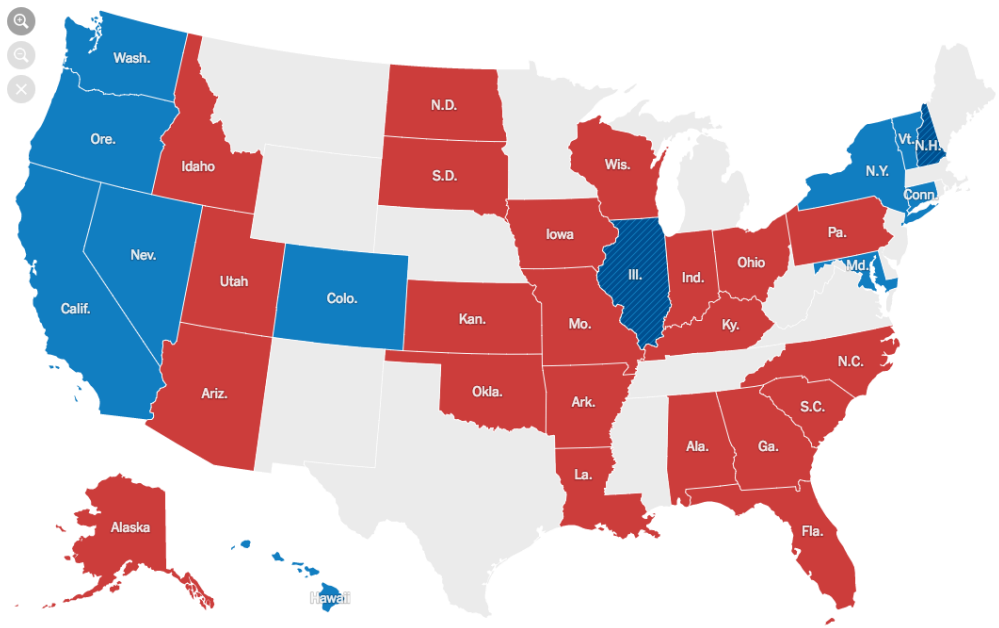 Wash.
Ore.
Idaho
N.D.
S.D.
Wis.
Vt.
N.H.
N.Y.
Conn
Nev.
Utah
Colo.
Calif.
Iowa
Ill.
Ind.
Ohio
Pa.
Md.
Kan.
Mo.
Ky.
N.C.
Ariz.
Okla.
Ark.
S.C.
Ala.
Ga.
La.
Fla.
Alaska
Hawaii